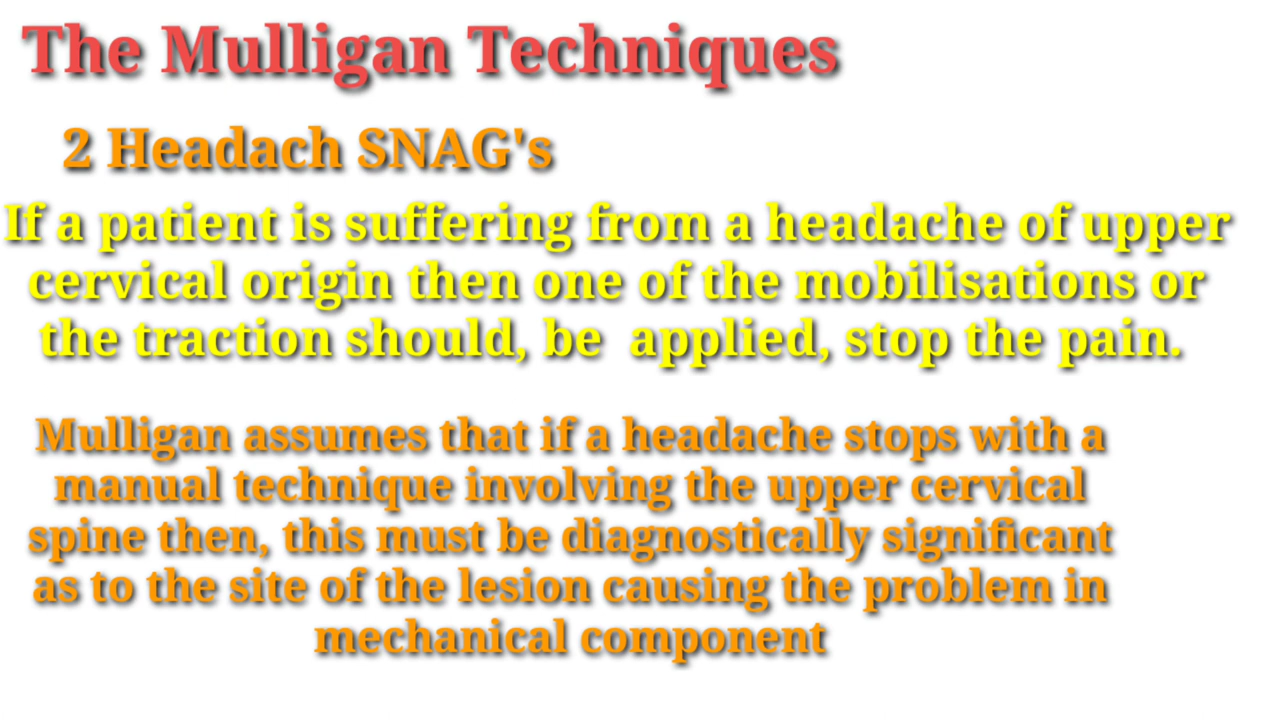 The Mulligan Techniques
2 Headach SNAG's
If a patient is suffering from a headache of upper
cervical origin then one of the mobilisations or
the traction should, be applied, stop the pain.
Mulligan assumes that if a headache stops with a
manual technique involving the upper cervical
spine then, this must be diagnostically significant
as to the site of the lesion causing the problem in
mechanical component